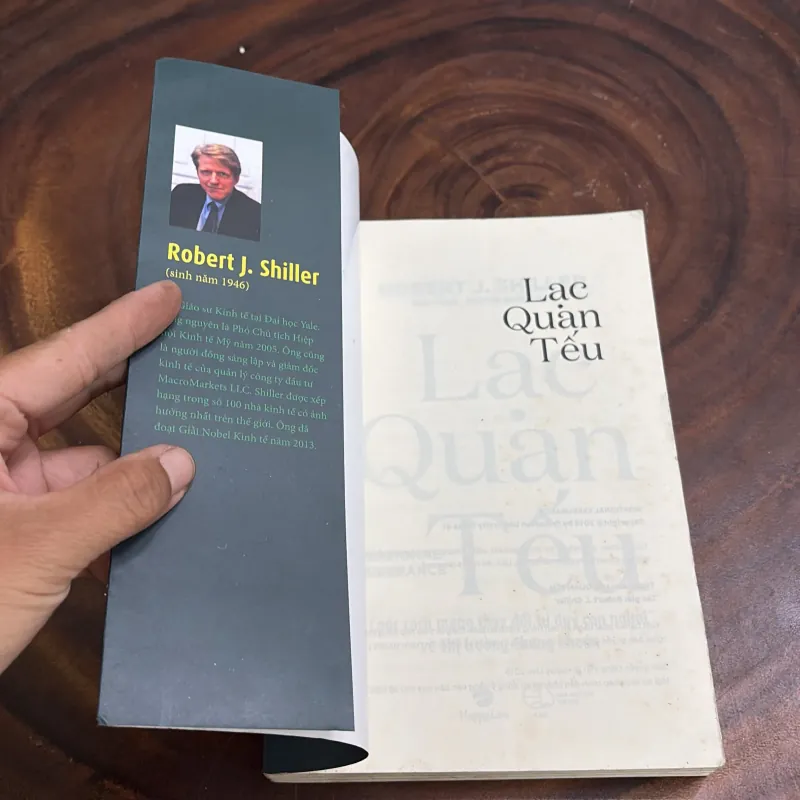 Robert J. Shiller
(sinh năm 1946)
Giáo sư Kinh tế tại Đại học Yale.
nguyên là Phó Chủ tịch Hiệp
hội Kinh tế Mỹ năm 2005. Ông cũng
là người đồng sáng lập và giám đốc
kinh tế của quản lý công ty đầu tư
MacroMarkets LLC. Shiller được xếp
hạng trong số 100 nhà kinh tế có ảnh
hưởng nhất trên thế giới. Ông đã
đoạt Giải Nobel Kinh tế năm 2013.
Lạc
Quan
Tếu
Lạc
Quan
Tếu